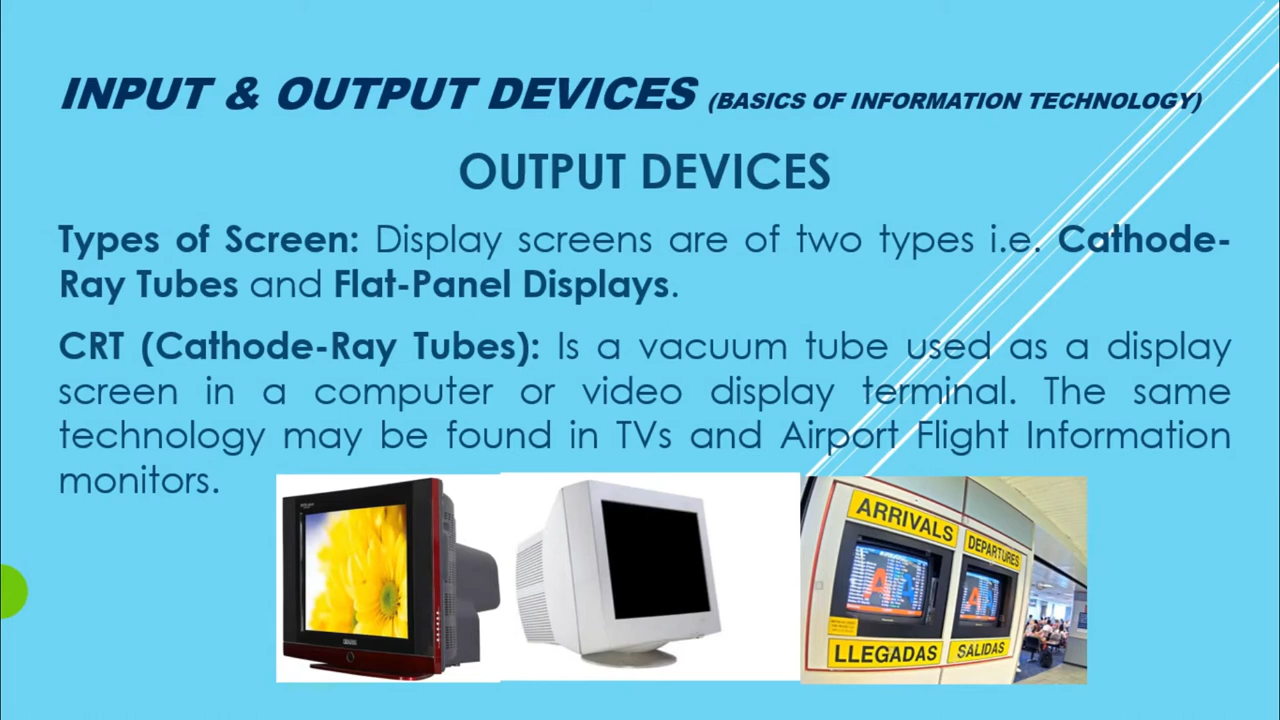 INPUT & OUTPUT DEVICES (BASICS OF INFORMATION TECHNOLOGY)
OUTPUT DEVICES
Types of Screen: Display screens are of two types i.e. Cathode-
Ray Tubes and Flat-Panel Displays.
CRT (Cathode-Ray Tubes): Is a vacuum tube used as a display
screen in a computer or video display terminal. The same
technology may be found in TVs and Airport Flight Information
monitors.
ARRIVALS
DEPARTURES
A
A
LLEGADAS
SALIDAS